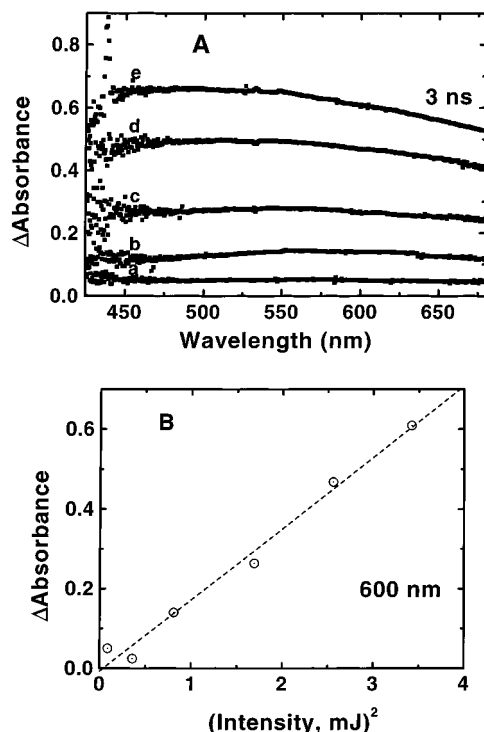 A
3 ns
e
d
c
b
a
0.8
0.6
0.4
0.2
0.0
450
500
550
600
650
ΔAbsorbance
Wavelength (nm)
B
600 nm
0.6
0.4
0.2
0.0
0
1
2
3
4
ΔAbsorbance
(Intensity, mJ)²